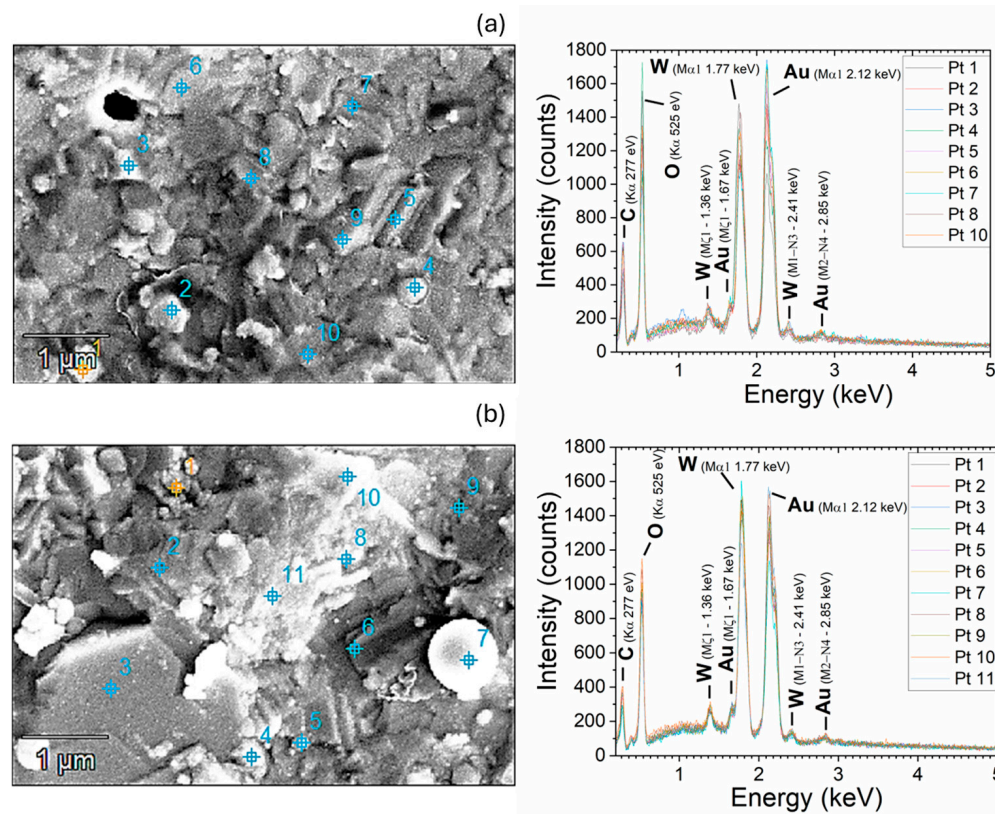 (a)
6
7
3
8
5
9
4
2
10
1 μm
1
Intensity (counts)
1800
1600
1400
1200
1000
800
600
400
200
0
C (Kα 277 eV)
O (Kα 525 eV)
W (Mα1 1.77 keV)
Au (Mα1 2.12 keV)
W (Mζ1 - 1.36 keV)
Au (Mζ1 - 1.67 keV)
W (M1–N3 - 2.41 keV)
Au (M2–N4 - 2.85 keV)
Pt 1
Pt 2
Pt 3
Pt 4
Pt 5
Pt 6
Pt 7
Pt 8
Pt 10
1 2 3 4 5
Energy (keV)
(b)
1
10
9
2
8
11
6
7
3
5
4
1 μm
Intensity (counts)
1800
1600
1400
1200
1000
800
600
400
200
0
C (Kα 277 eV)
O (Kα 525 eV)
W (Mα1 1.77 keV)
Au (Mα1 2.12 keV)
W (Mζ1 - 1.36 keV)
Au (Mζ1 - 1.67 keV)
W (M1–N3 - 2.41 keV)
Au (M2–N4 - 2.85 keV)
Pt 1
Pt 2
Pt 3
Pt 4
Pt 5
Pt 6
Pt 7
Pt 8
Pt 9
Pt 10
Pt 11
1 2 3 4 5
Energy (keV)